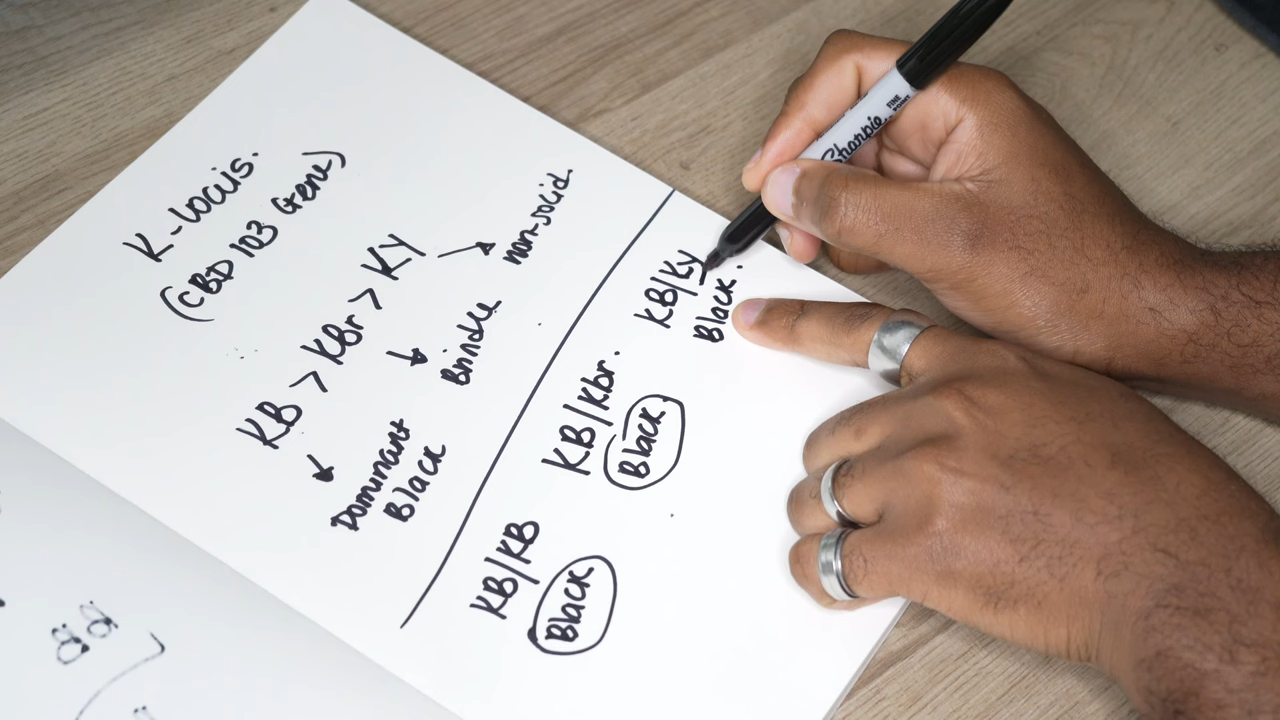 K-Locus.
(CBD 103 Gene)
KB > KBr > Ky
Dominant
Black
Brindle
non-solid.
KB/KB
Black
KB/Kbr.
Black
KB/Ky
Black.
Sharpie
FINE
POINT